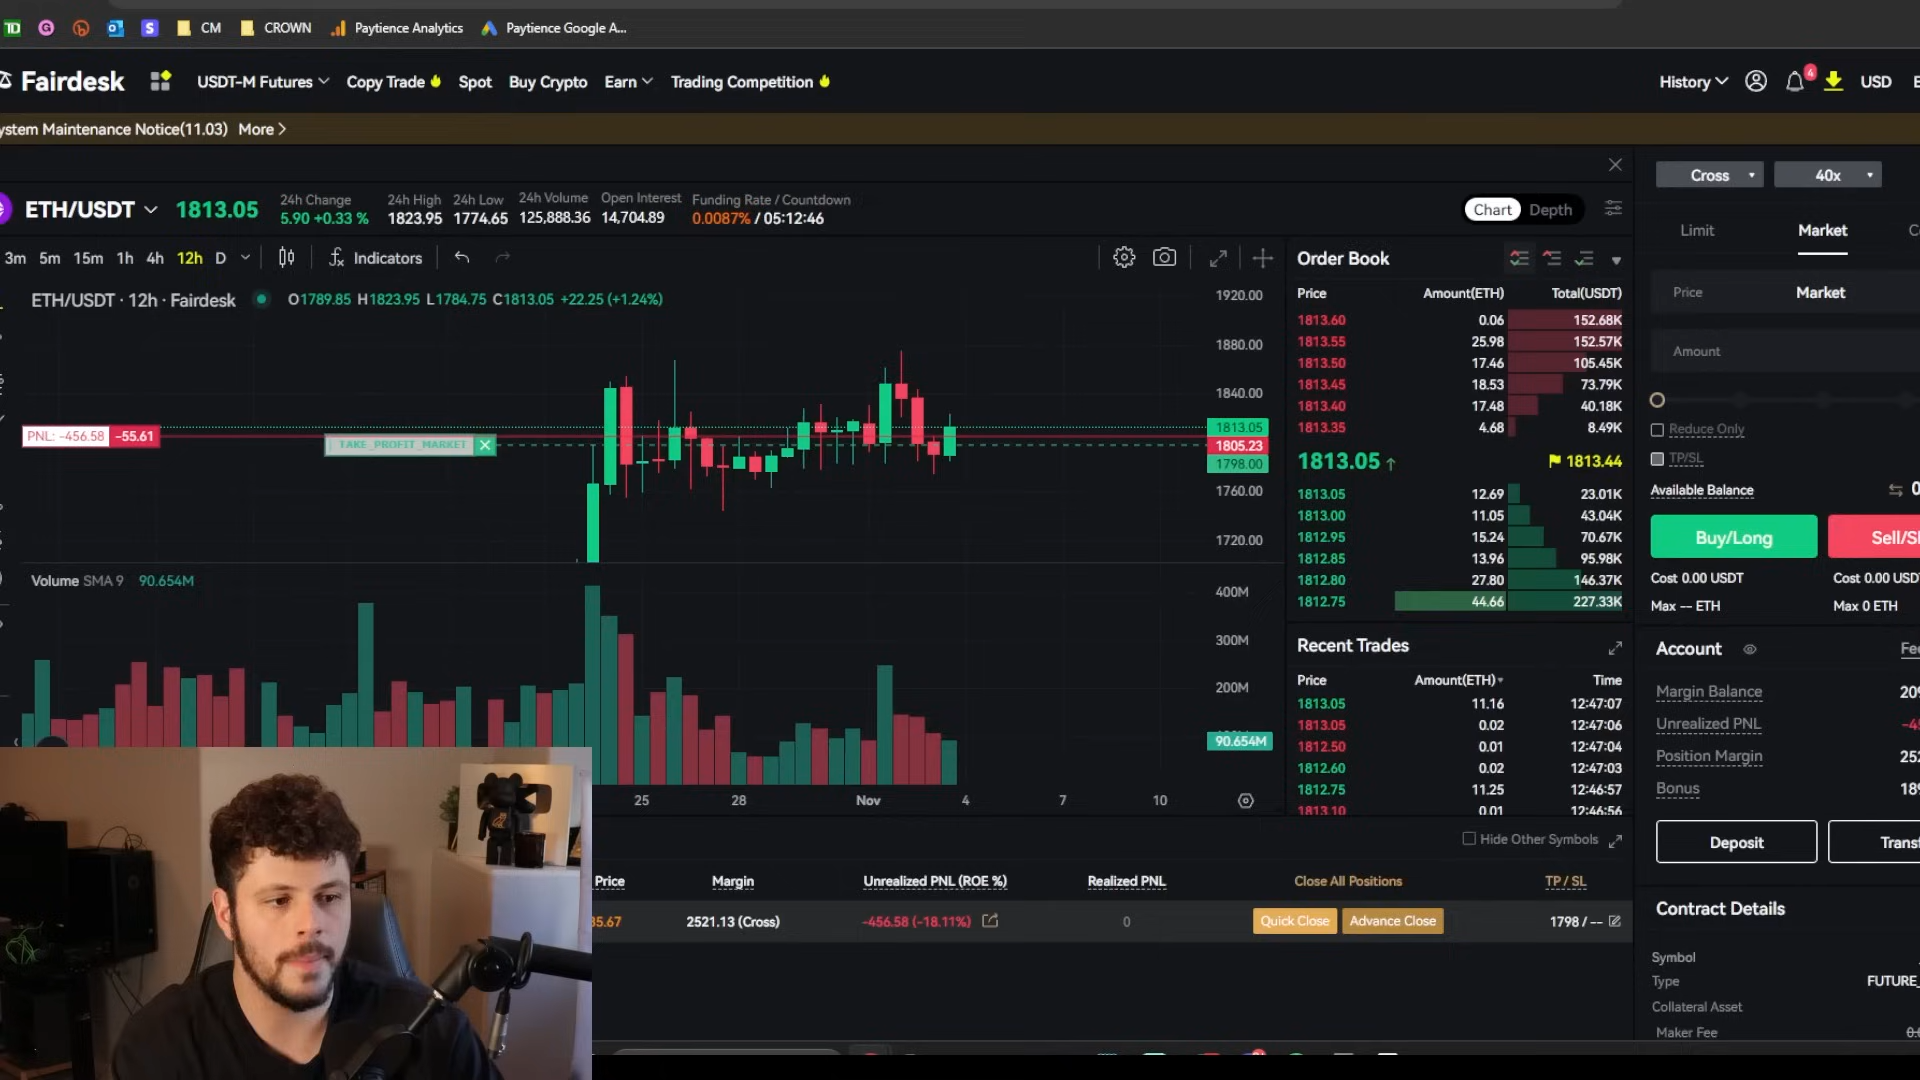 TD
CM
CROWN
Paytience Analytics
Paytience Google A...
Fairdesk
USDT-M Futures
Copy Trade
Spot
Buy Crypto
Earn
Trading Competition
History
4
USD
ystem Maintenance Notice(11.03) More
ETH/USDT
1813.05
24h Change
5.90 +0.33 %
24h High
1823.95
24h Low
1774.65
24h Volume
125,888.36
Open Interest
14,704.89
Funding Rate / Countdown
0.0087% / 05:12:46
Chart
Depth
3m 5m 15m 1h 4h 12h D
Indicators
ETH/USDT · 12h · Fairdesk
O1789.85 H1823.95 L1784.75 C1813.05 +22.25 (+1.24%)
1920.00
1880.00
1840.00
1813.05
1805.23
1798.00
1760.00
1720.00
PNL: -456.58 -55.61
TAKE_PROFIT_MARKET
Volume SMA 9 90.654M
400M
300M
200M
90.654M
25 28 Nov 4 7 10
Order Book
Price Amount(ETH) Total(USDT)
1813.60 0.06 152.68K
1813.55 25.98 152.57K
1813.50 17.46 105.45K
1813.45 18.53 73.79K
1813.40 17.48 40.18K
1813.35 4.68 8.49K
1813.05 1813.44
1813.05 12.69 23.01K
1813.00 11.05 43.04K
1812.95 15.24 70.67K
1812.85 13.96 95.98K
1812.80 27.80 146.37K
1812.75 44.66 227.33K
Recent Trades
Price Amount(ETH) Time
1813.05 11.16 12:47:07
1813.05 0.02 12:47:06
1812.50 0.01 12:47:04
1812.60 0.02 12:47:03
1812.75 11.25 12:46:57
1813.10 0.01 12:46:56
Cross
40x
Limit
Market
Price Market
Amount
Reduce Only
TP/SL
Available Balance
Buy/Long
Cost 0.00 USDT
Cost 0.00 USDT
Max -- ETH
Max 0 ETH
Account
Margin Balance
Unrealized PNL
Position Margin
Bonus
Deposit
Contract Details
Symbol
Type
FUTURE_
Collateral Asset
Maker Fee
Hide Other Symbols
Price
Margin
Unrealized PNL (ROE %)
Realized PNL
Close All Positions
TP / SL
35.67
2521.13 (Cross)
-456.58 (-18.11%)
0
Quick Close
Advance Close
1798 / --